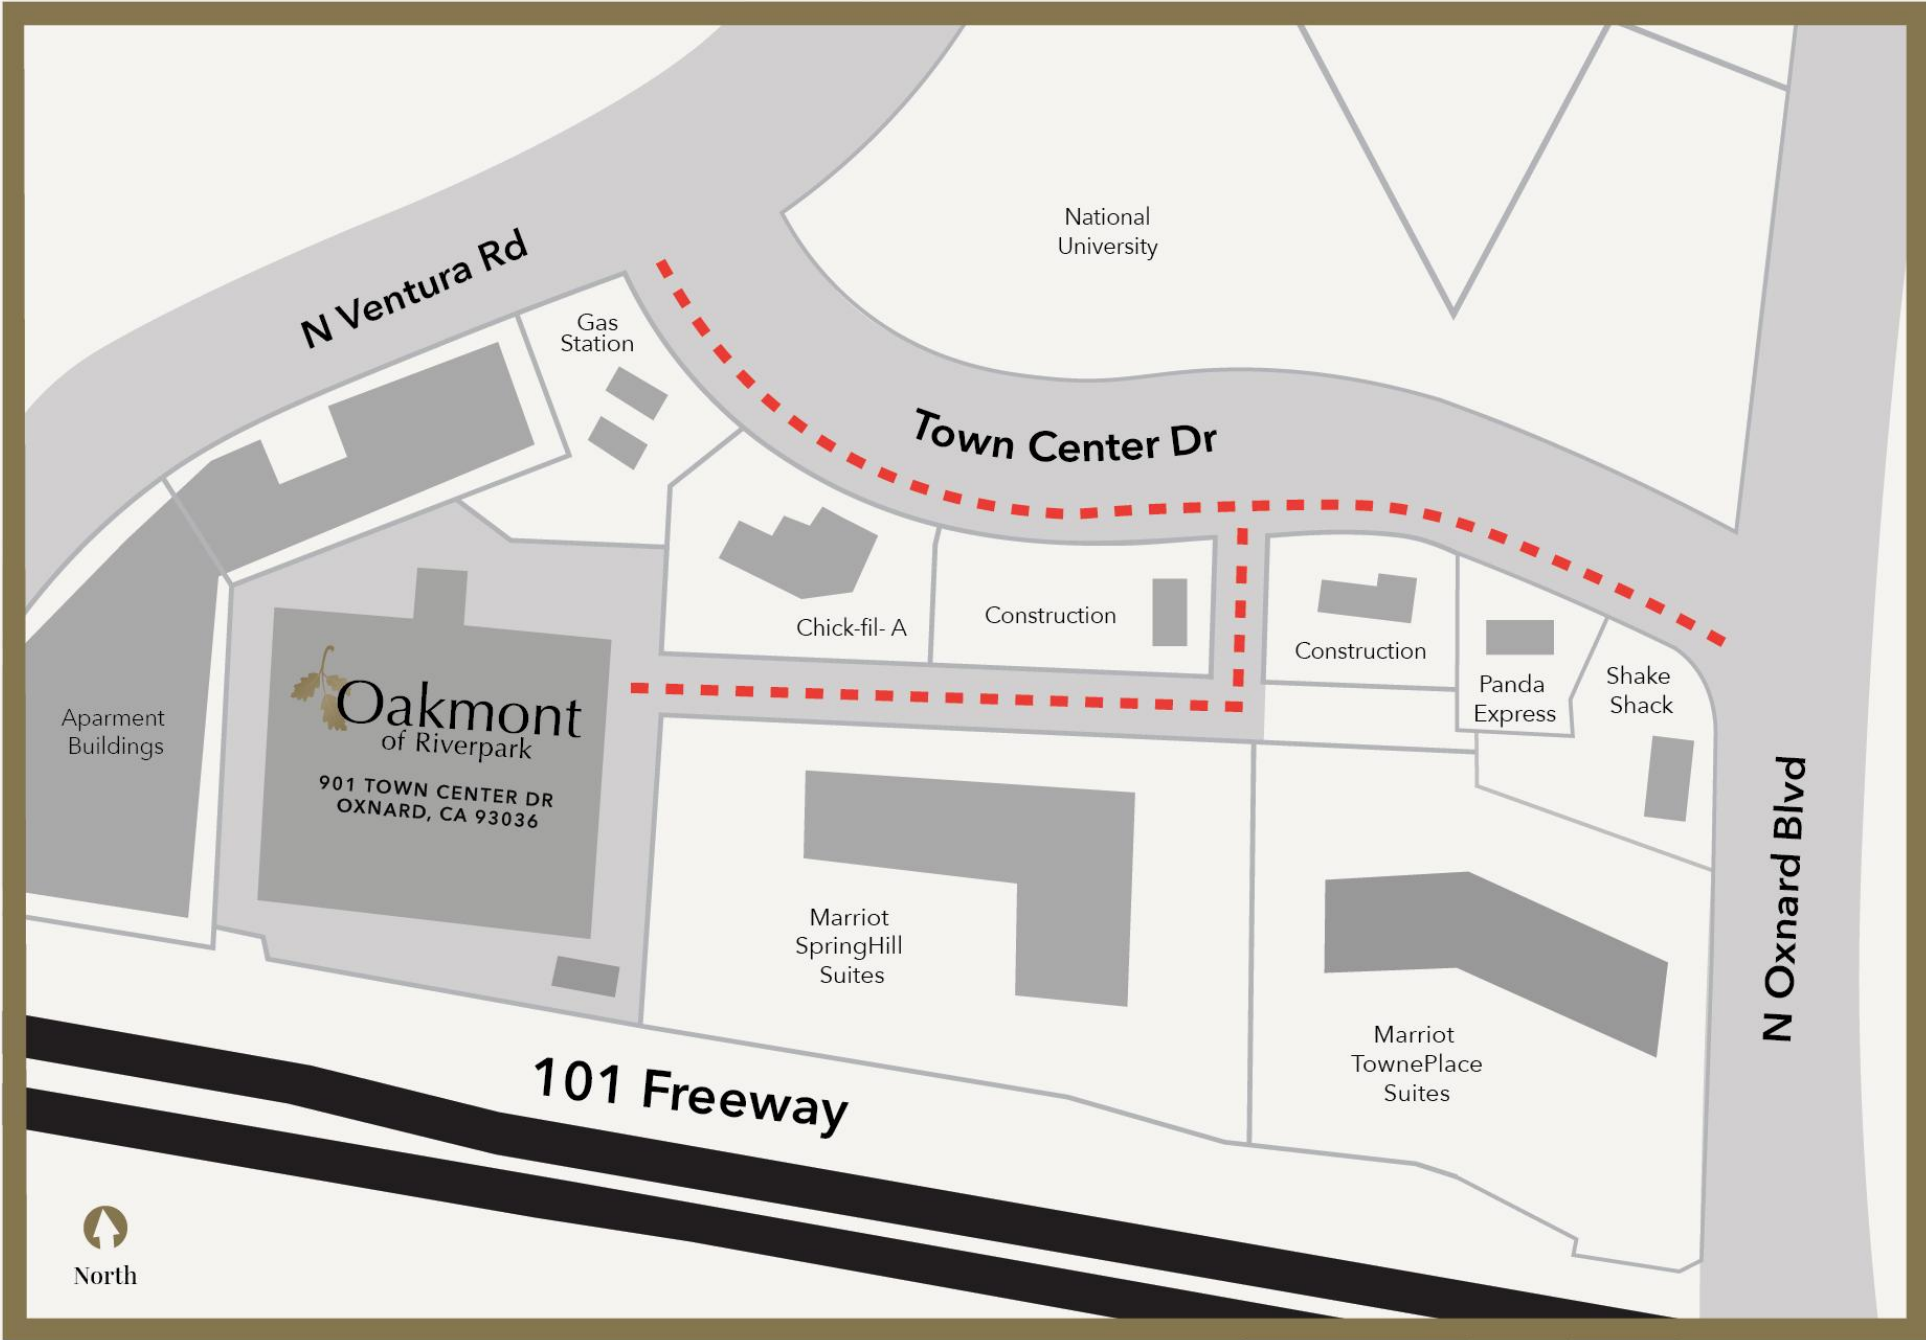 National
University
N Ventura Rd
Gas
Station
Town Center Dr
Chick-fil- A
Construction
Construction
Panda
Express
Shake
Shack
Aparment
Buildings
Oakmont
of Riverpark
901 TOWN CENTER DR
OXNARD, CA 93036
Marriot
SpringHill
Suites
Marriot
TownePlace
Suites
N Oxnard Blvd
101 Freeway
North